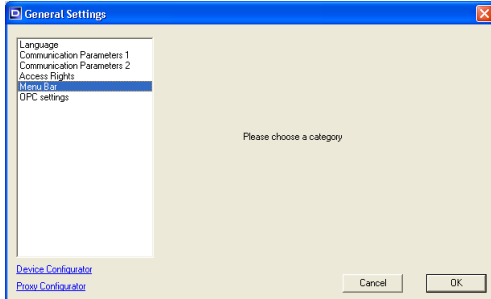 General Settings
Language
Communication Parameters 1
Communication Parameters 2
Access Rights
Menu Bar
OPC settings
Please choose a category
Device Configurator
Proxy Configurator
Cancel
OK